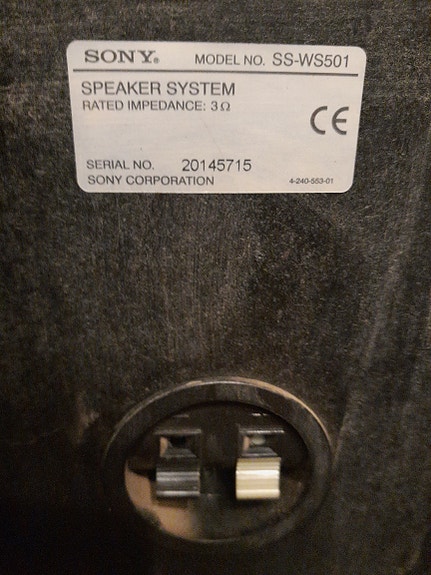 SONY. MODEL NO. SS-WS501
SPEAKER SYSTEM
RATED IMPEDANCE: 3 Ω
CE
SERIAL NO. 20145715
SONY CORPORATION 4-240-553-01